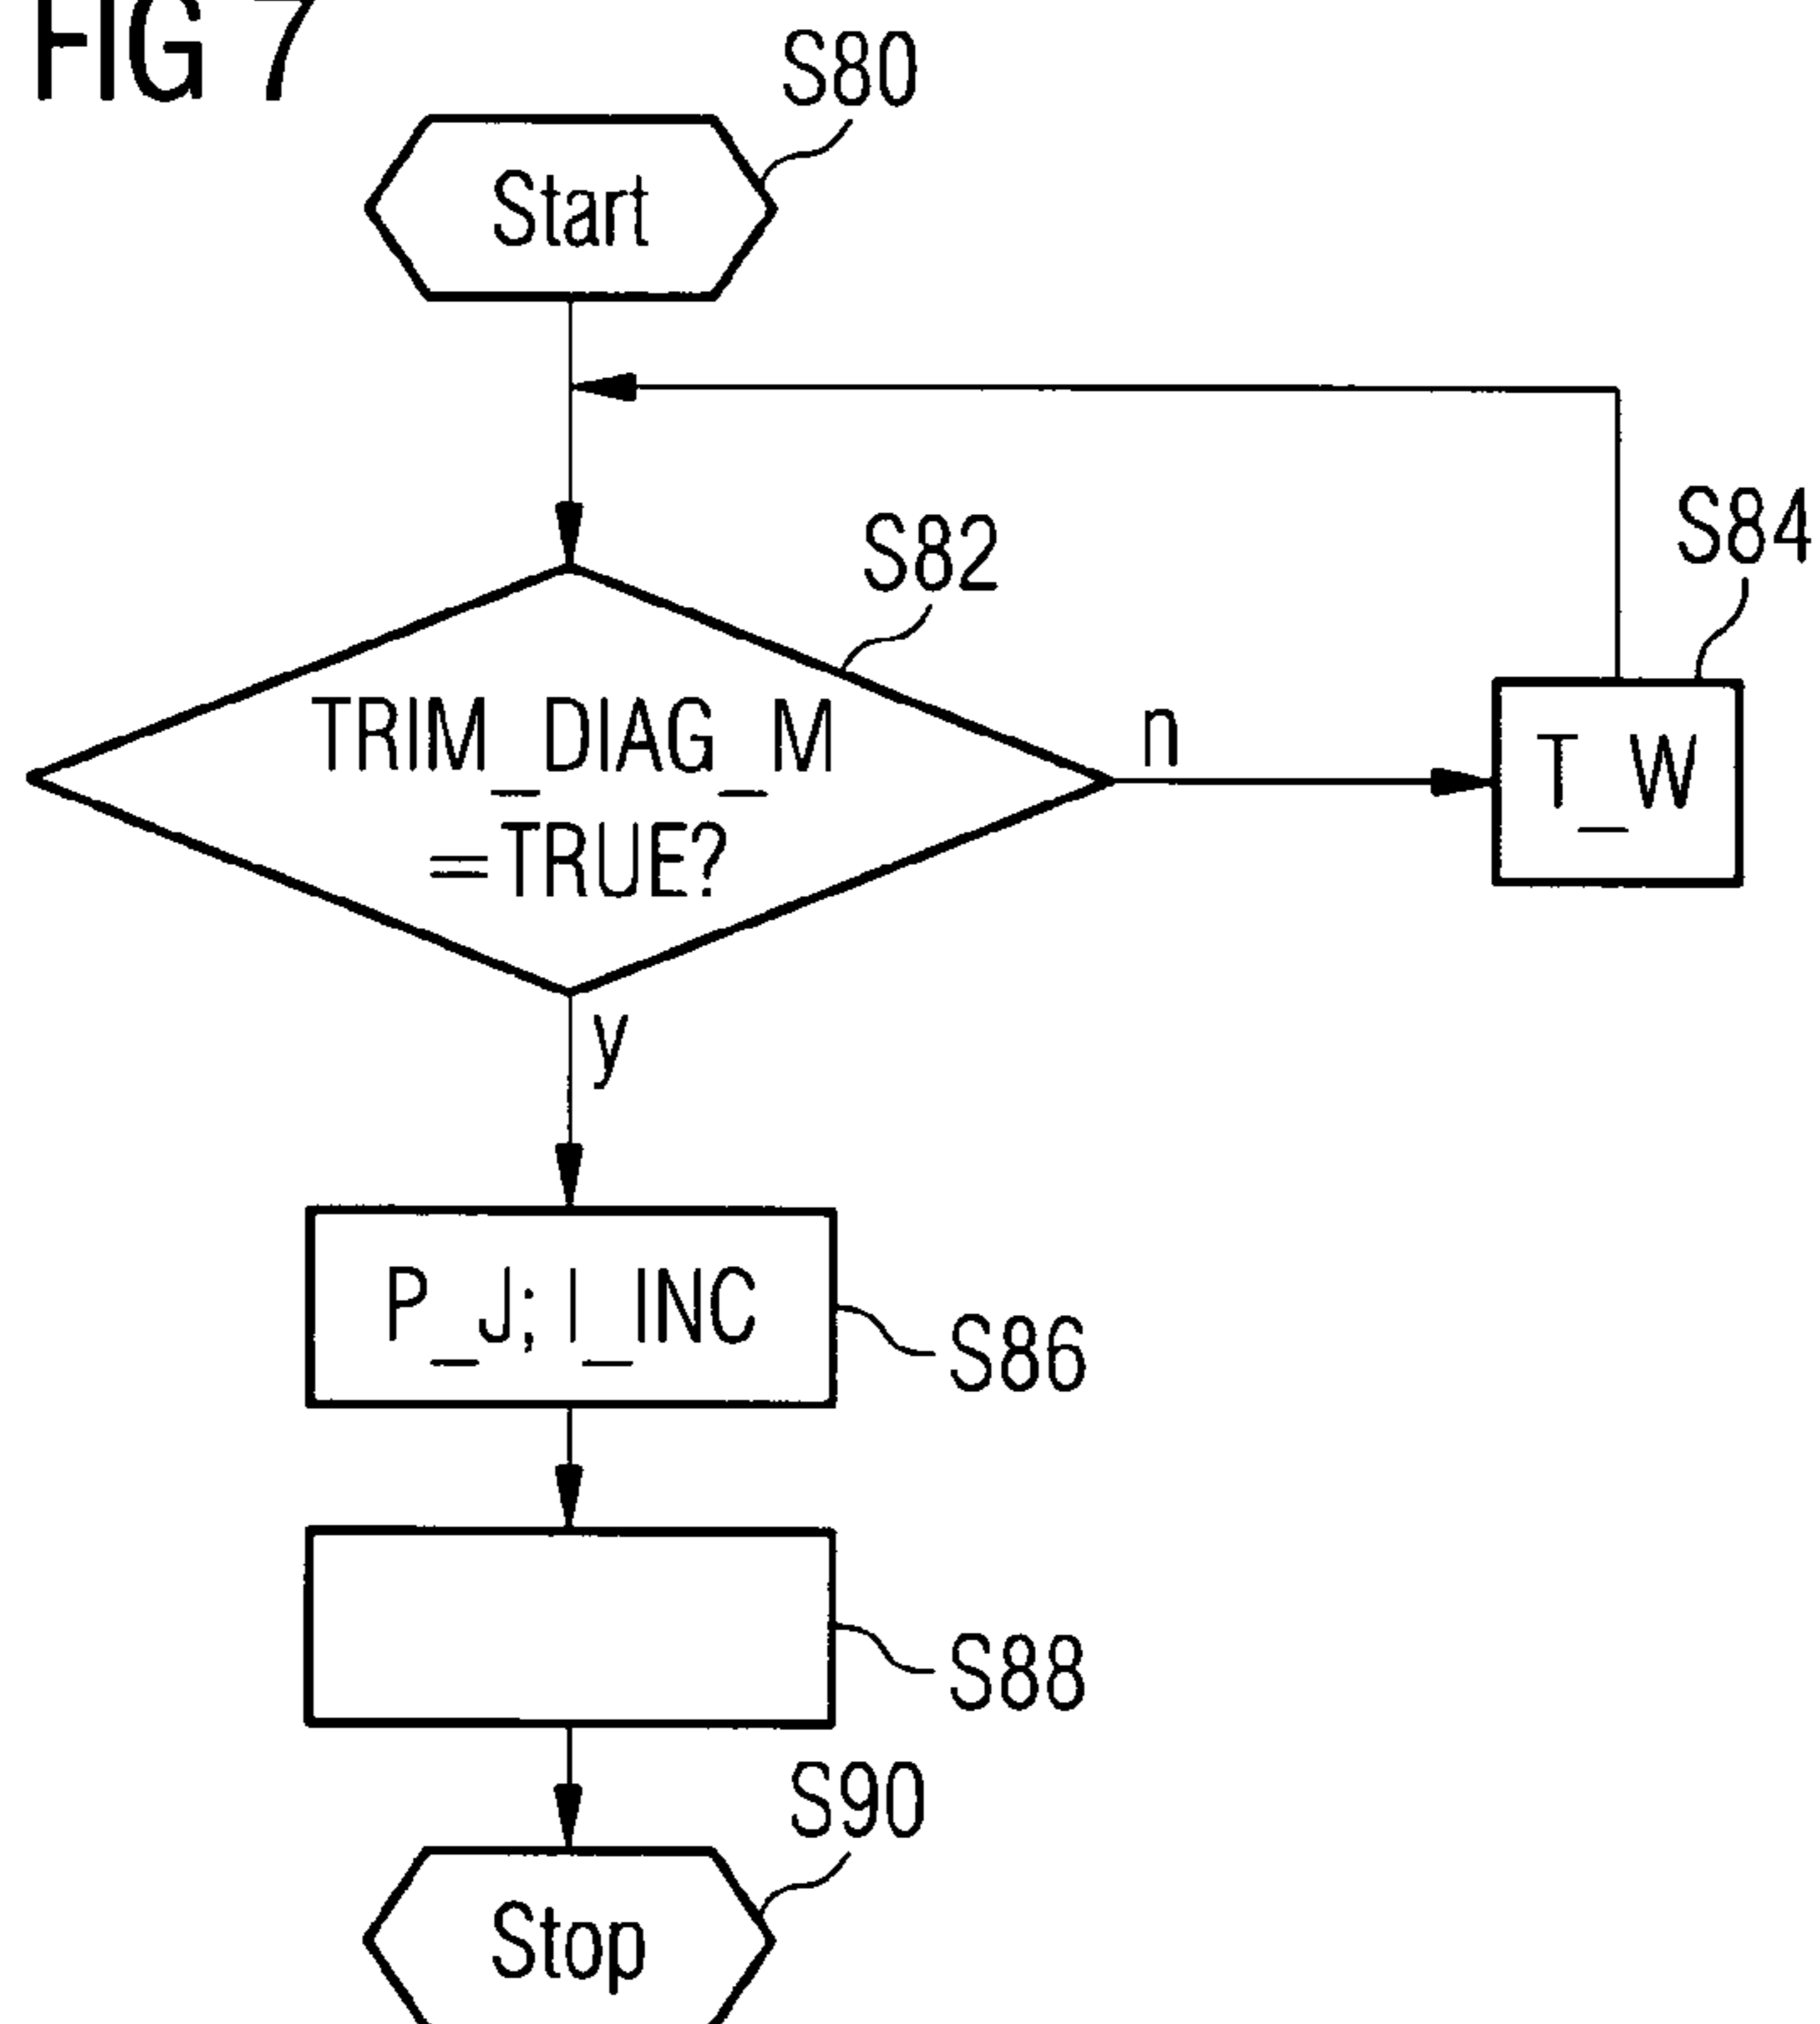 FIG 7
S80
Start
S82
S84
TRIM_DIAG_M
=TRUE?
n
T_W
y
P_J; I_INC
S86
S88
S90
Stop